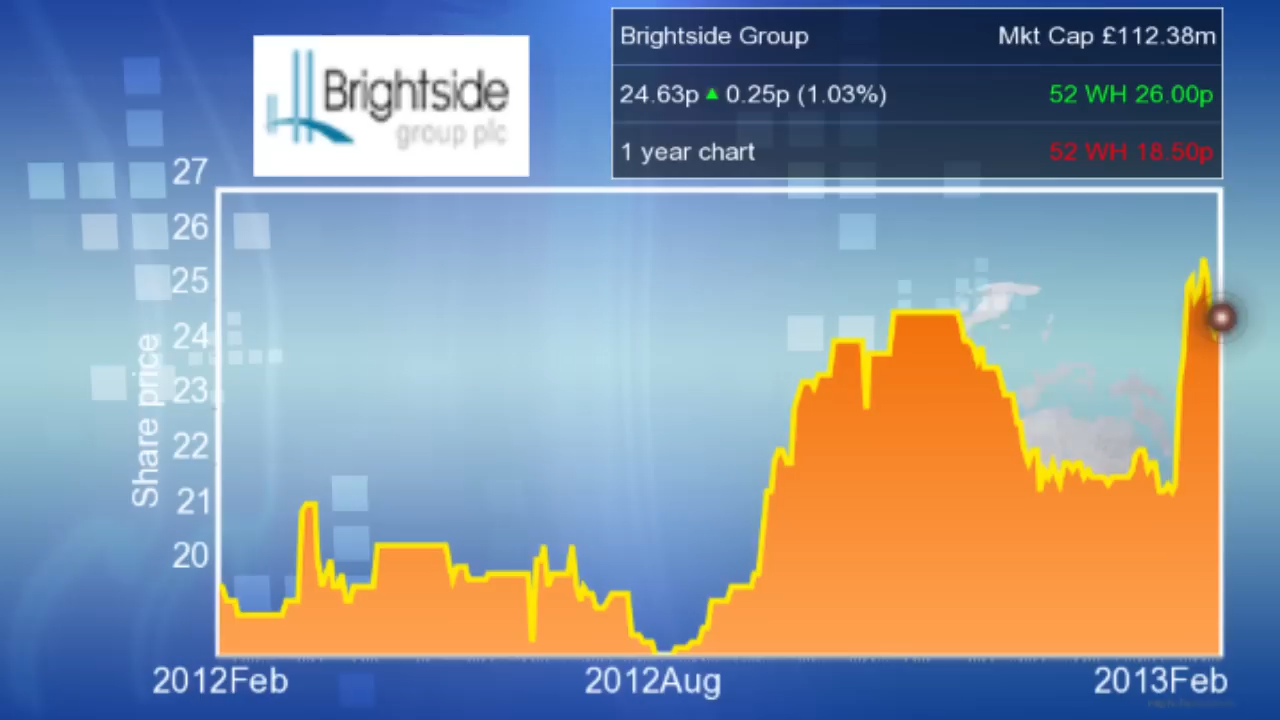 Brightside
group plc
Brightside Group Mkt Cap £112.38m
24.63p ▲ 0.25p (1.03%) 52 WH 26.00p
1 year chart 52 WH 18.50p
27
26
25
24
23
22
21
20
Share price
2012Feb 2012Aug 2013Feb